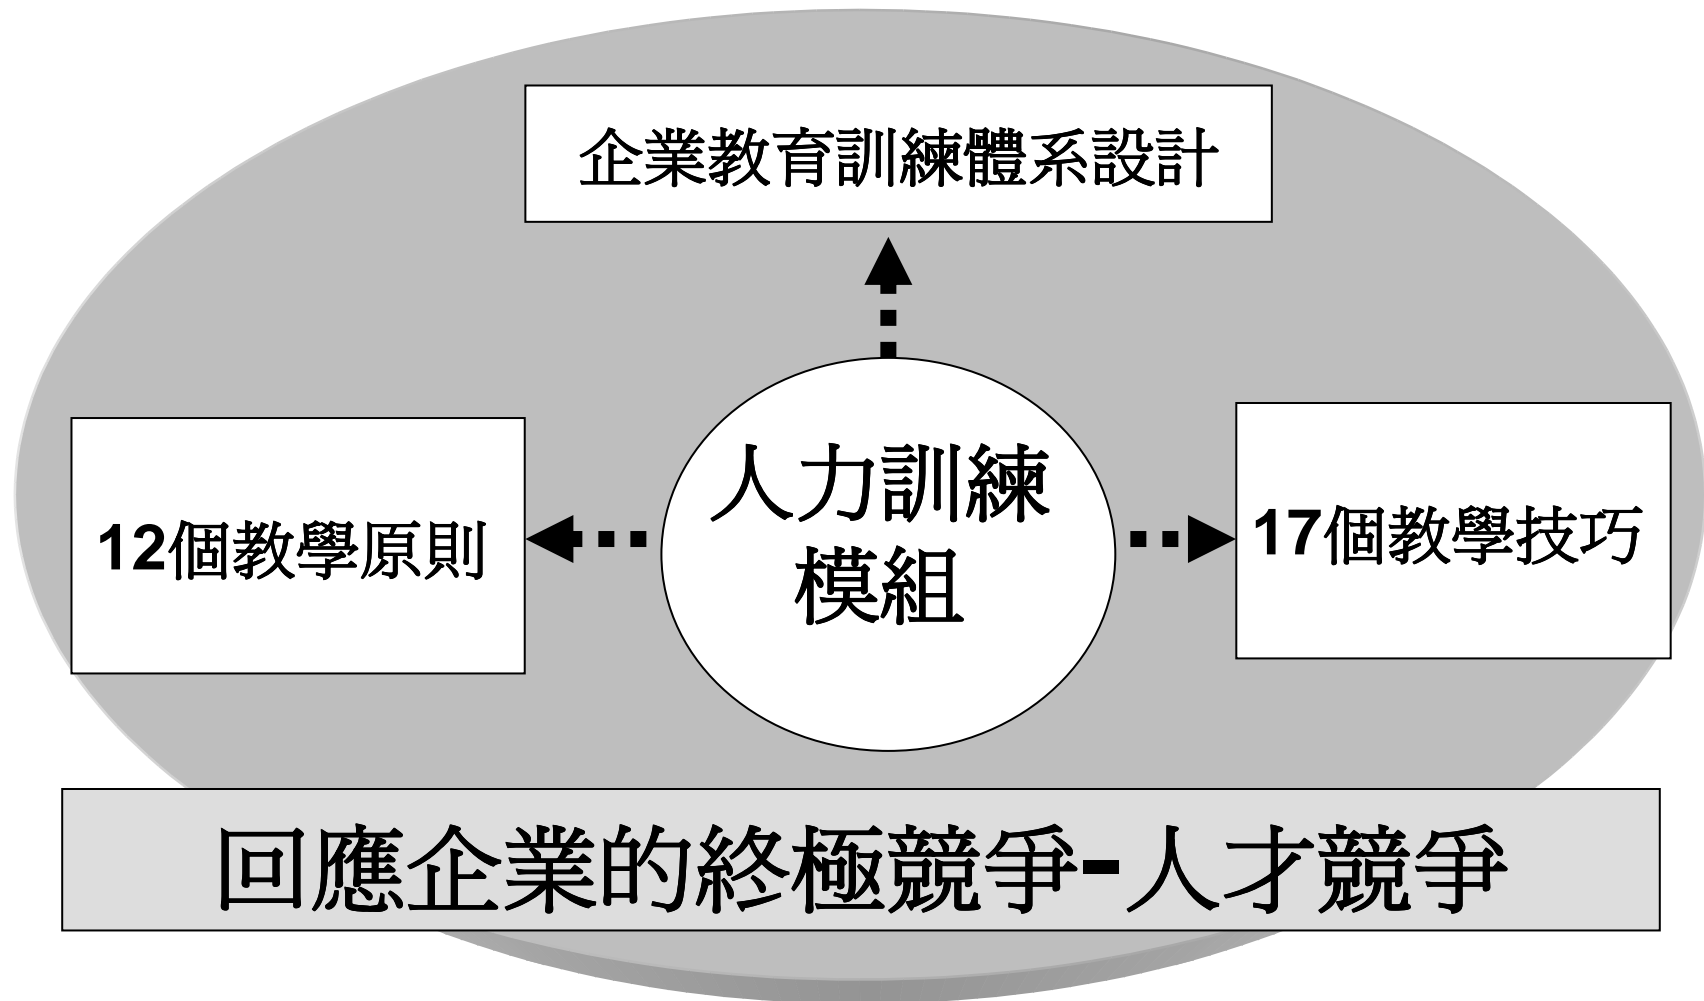 企業教育訓練體系設計
人力訓練
模組
12個教學原則
17個教學技巧
回應企業的終極競爭-人才競爭